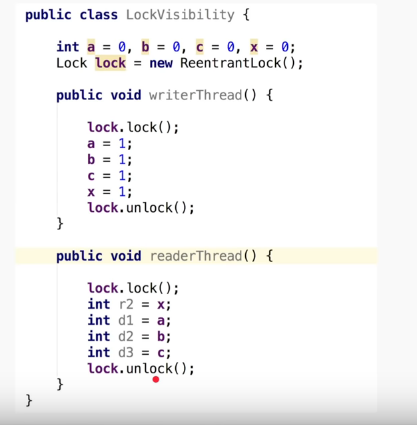 public class LockVisibility {
int a = 0, b = 0, c = 0, x = 0;
Lock lock = new ReentrantLock();
public void writerThread() {
lock.lock();
a = 1;
b = 1;
c = 1;
x = 1;
lock.unlock();
}
public void readerThread() {
lock.lock();
int r2 = x;
int d1 = a;
int d2 = b;
int d3 = c;
lock.unlock();
}
}